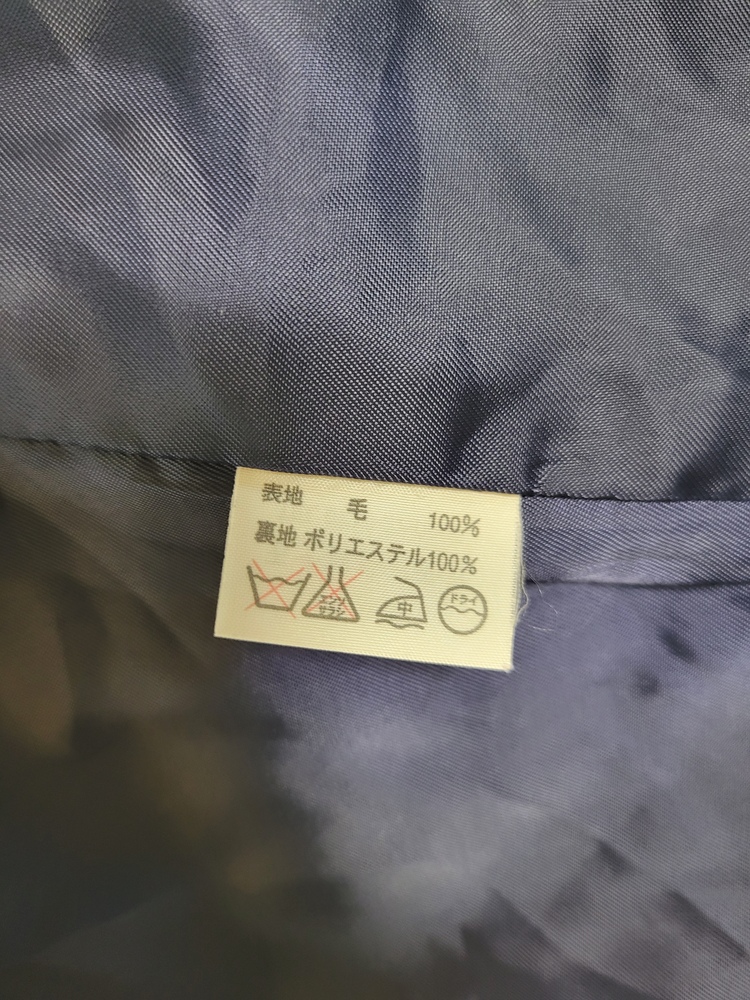 表地 毛 100%
裏地 ポリエステル100%
エンソ サラシ 中 ドライ